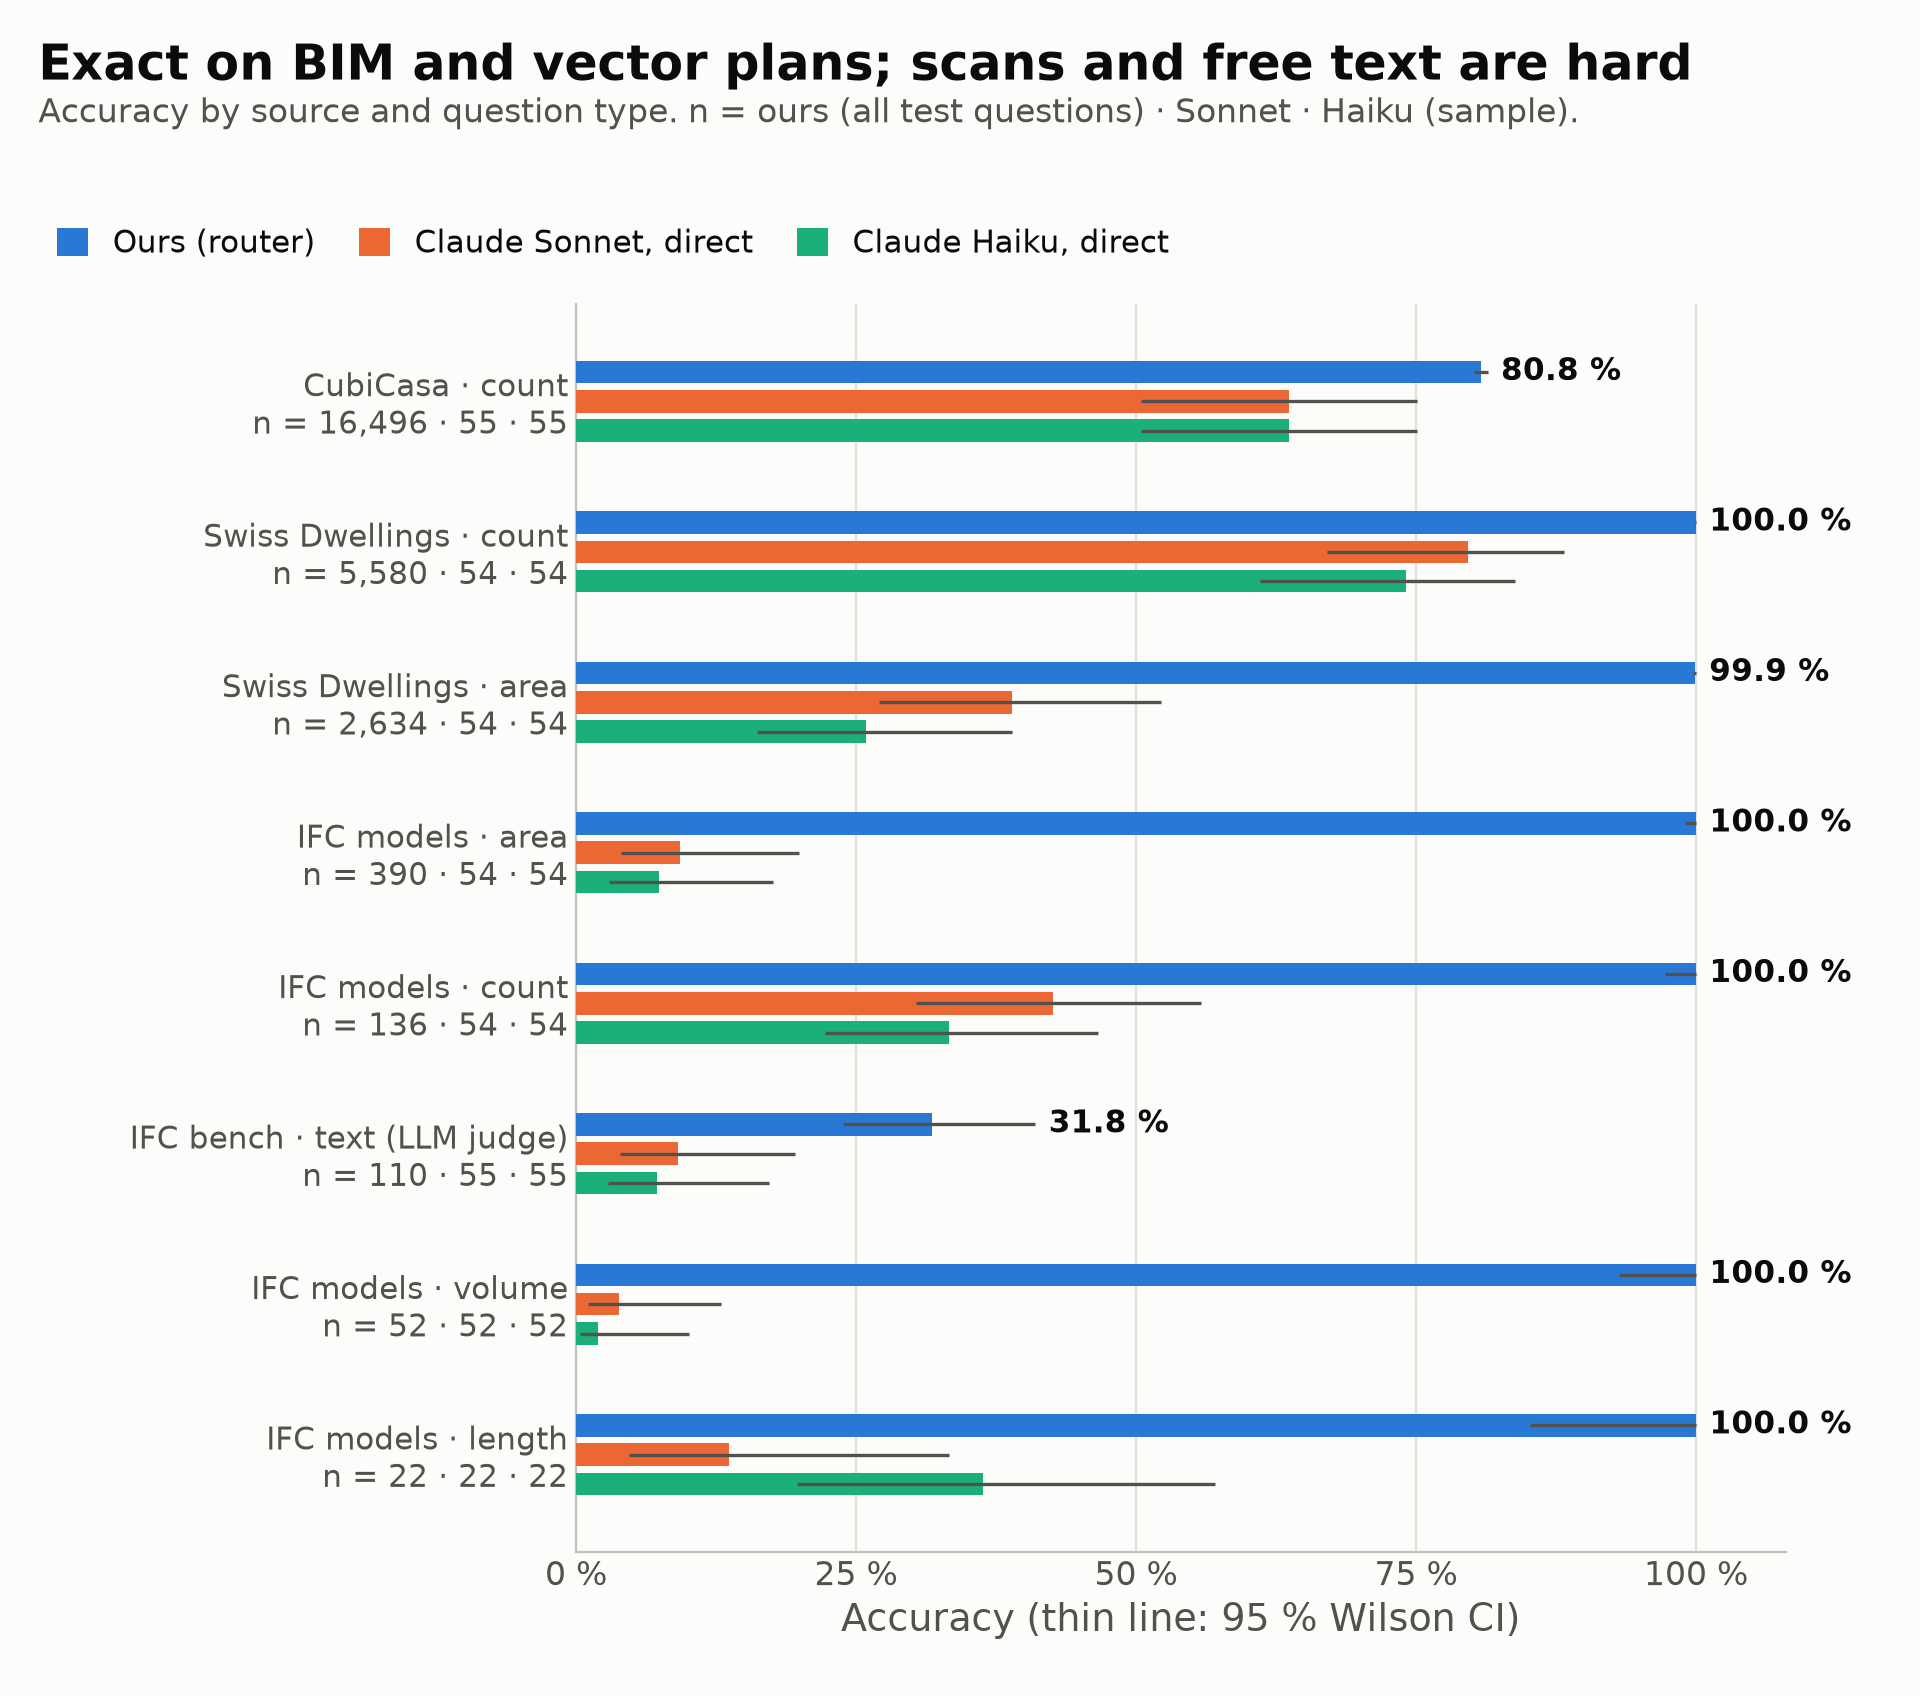 Exact on BIM and vector plans; scans and free text are hard
Accuracy by source and question type. n = ours (all test questions) · Sonnet · Haiku (sample).
Ours (router) Claude Sonnet, direct Claude Haiku, direct
CubiCasa · count
n = 16,496 · 55 · 55
80.8 %
Swiss Dwellings · count
n = 5,580 · 54 · 54
100.0 %
Swiss Dwellings · area
n = 2,634 · 54 · 54
99.9 %
IFC models · area
n = 390 · 54 · 54
100.0 %
IFC models · count
n = 136 · 54 · 54
100.0 %
IFC bench · text (LLM judge)
n = 110 · 55 · 55
31.8 %
IFC models · volume
n = 52 · 52 · 52
100.0 %
IFC models · length
n = 22 · 22 · 22
100.0 %
0 % 25 % 50 % 75 % 100 %
Accuracy (thin line: 95 % Wilson CI)